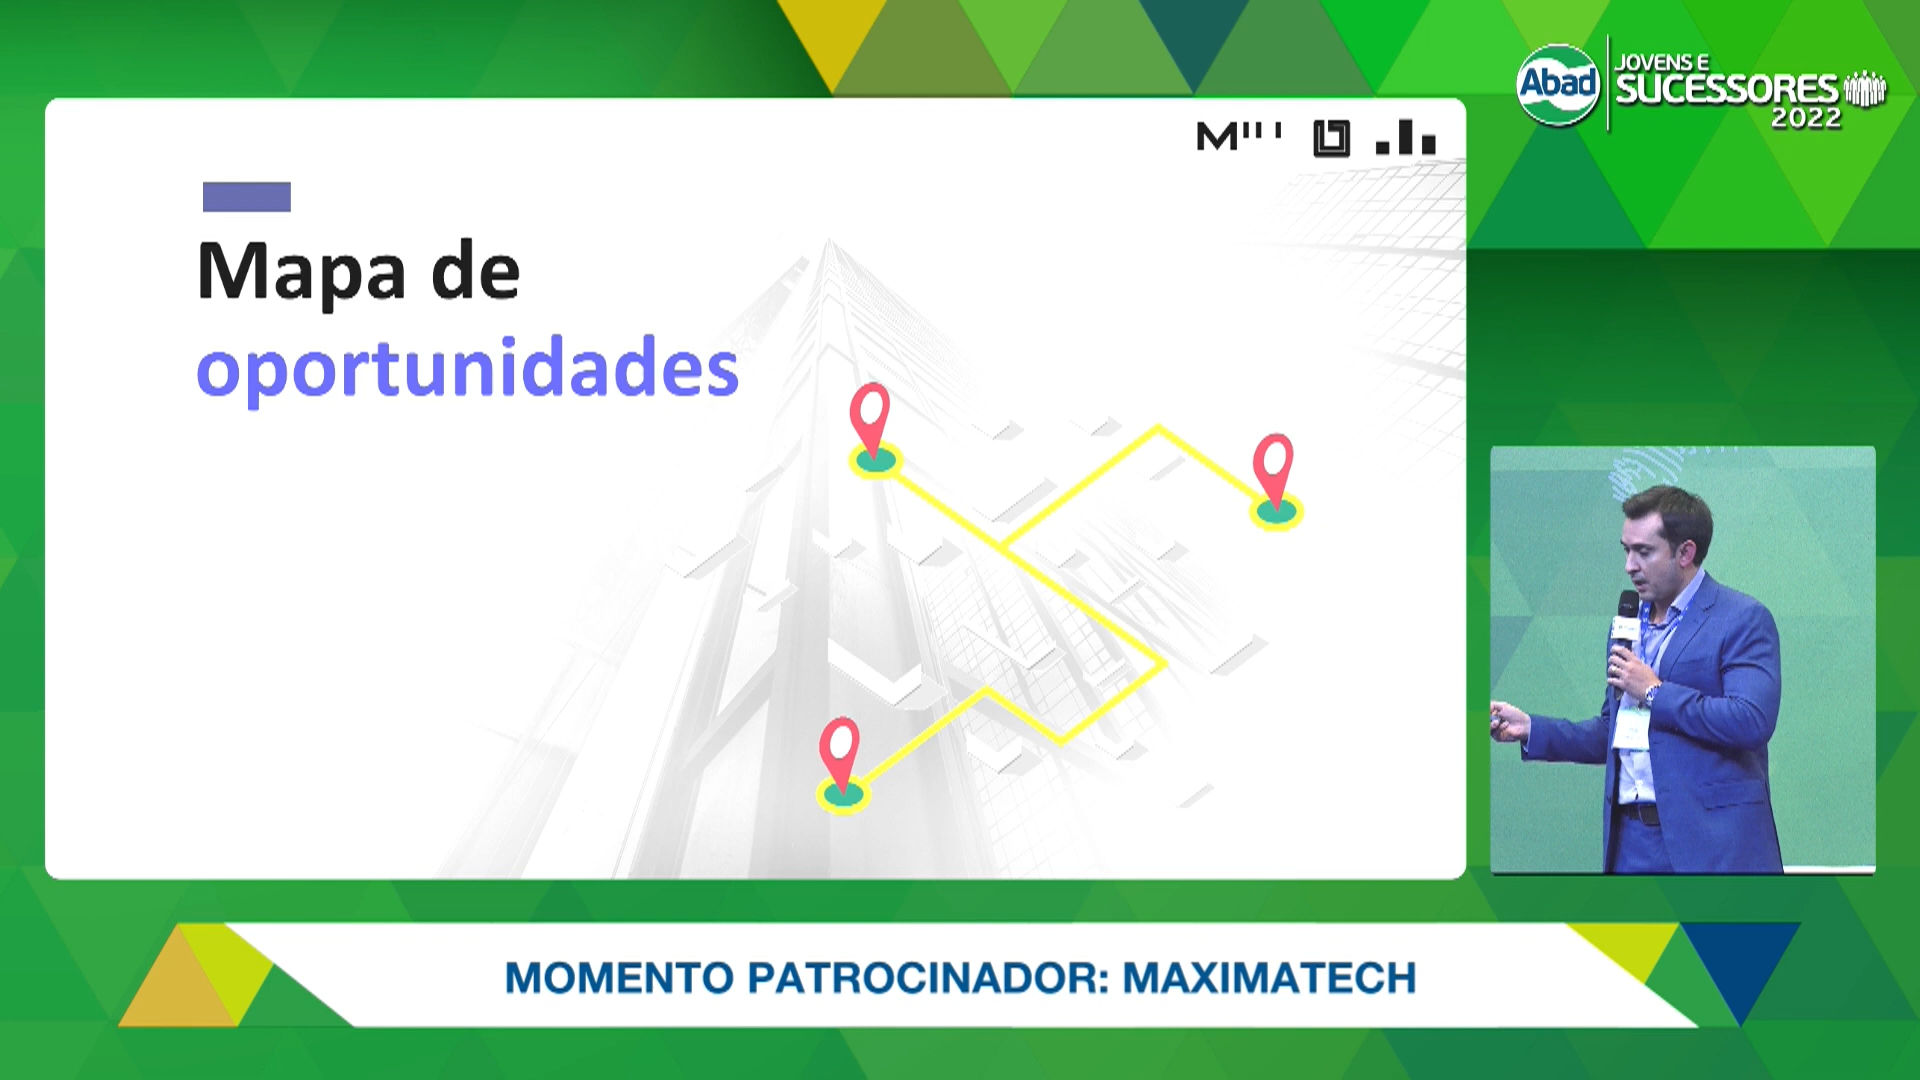 Abad
JOVENS E
SUCESSORES
2022
Mapa de
oportunidades
MOMENTO PATROCINADOR: MAXIMATECH